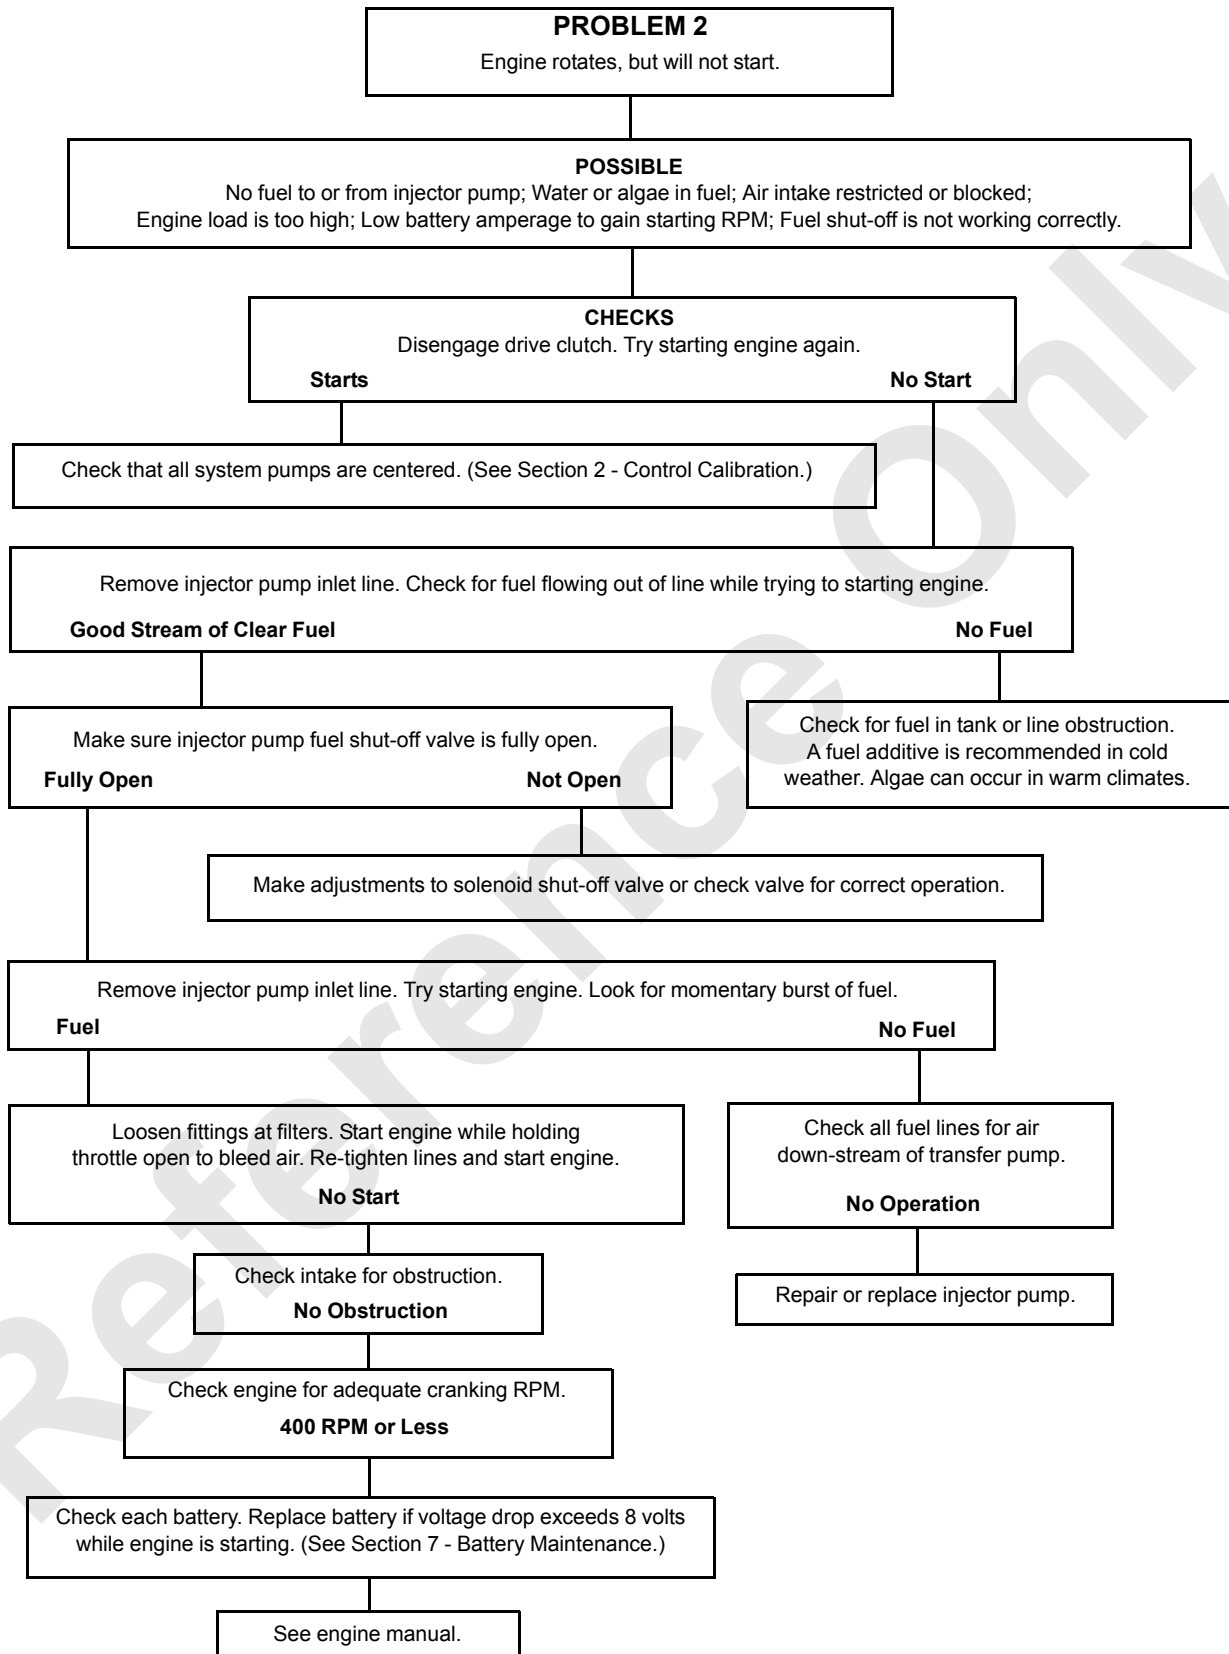 PROBLEM 2
Engine rotates, but will not start.
POSSIBLE
No fuel to or from injector pump; Water or algae in fuel; Air intake restricted or blocked;
Engine load is too high; Low battery amperage to gain starting RPM; Fuel shut-off is not working correctly.
CHECKS
Disengage drive clutch. Try starting engine again.
Starts
No Start
Check that all system pumps are centered. (See Section 2 - Control Calibration.)
Remove injector pump inlet line. Check for fuel flowing out of line while trying to starting engine.
Good Stream of Clear Fuel
No Fuel
Make sure injector pump fuel shut-off valve is fully open.
Fully Open
Not Open
Check for fuel in tank or line obstruction.
A fuel additive is recommended in cold
weather. Algae can occur in warm climates.
Make adjustments to solenoid shut-off valve or check valve for correct operation.
Remove injector pump inlet line. Try starting engine. Look for momentary burst of fuel.
Fuel
No Fuel
Loosen fittings at filters. Start engine while holding
throttle open to bleed air. Re-tighten lines and start engine.
No Start
Check all fuel lines for air
down-stream of transfer pump.
No Operation
Check intake for obstruction.
No Obstruction
Repair or replace injector pump.
Check engine for adequate cranking RPM.
400 RPM or Less
Check each battery. Replace battery if voltage drop exceeds 8 volts
while engine is starting. (See Section 7 - Battery Maintenance.)
See engine manual.
Reference Only